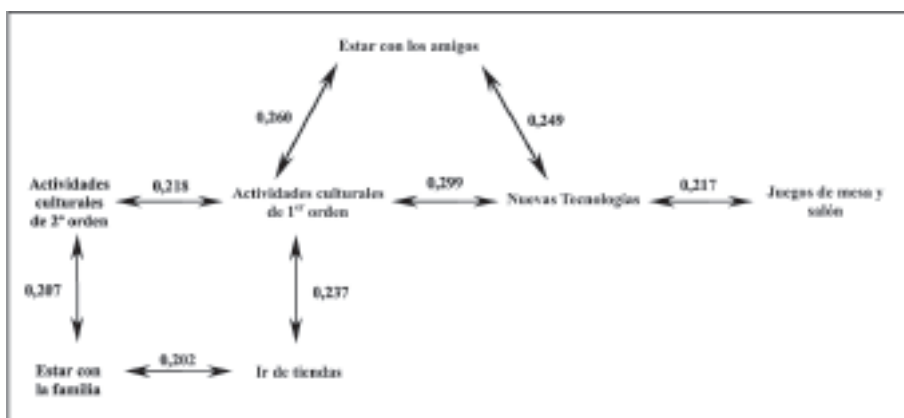 Estar con los amigos
0,260
0,249
Actividades
culturales
de 2º orden
0,218
Actividades culturales
de 1er orden
0,299
Nuevas Tecnologías
0,217
Juegos de mesa y
salón
0,207
0,237
Estar con
la familia
0,202
Ir de tiendas